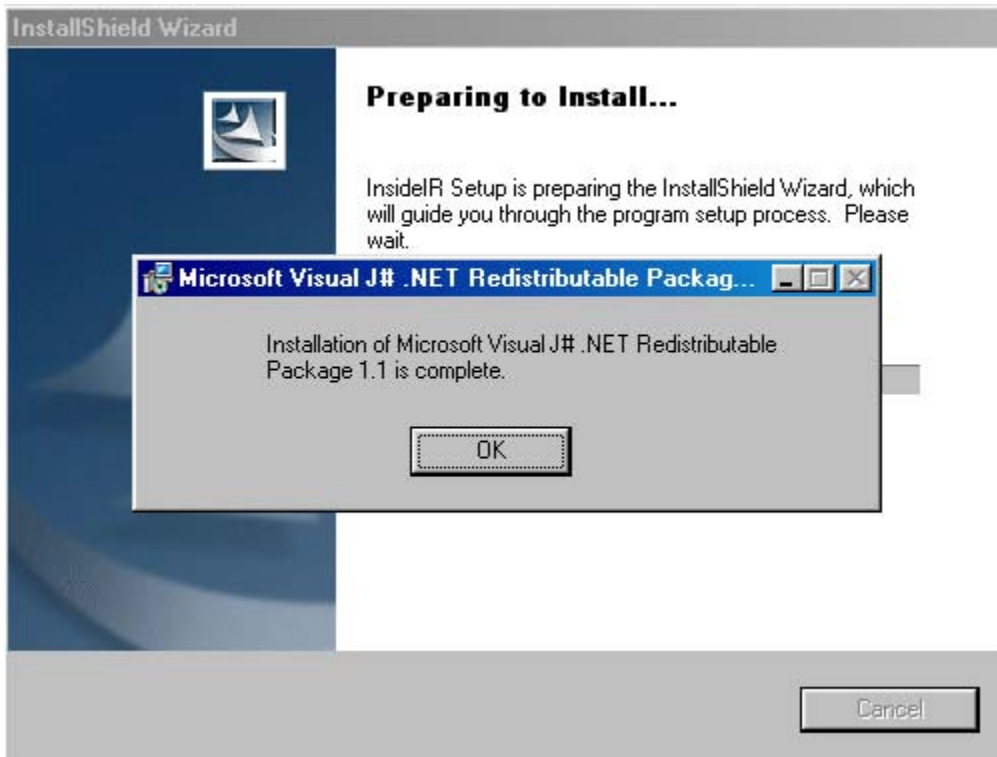 InstallShield Wizard
Preparing to Install...
InsideIR Setup is preparing the InstallShield Wizard, which
will guide you through the program setup process.  Please
wait.
Microsoft Visual J# .NET Redistributable Packag...
Installation of Microsoft Visual J# .NET Redistributable
Package 1.1 is complete.
OK
Cancel